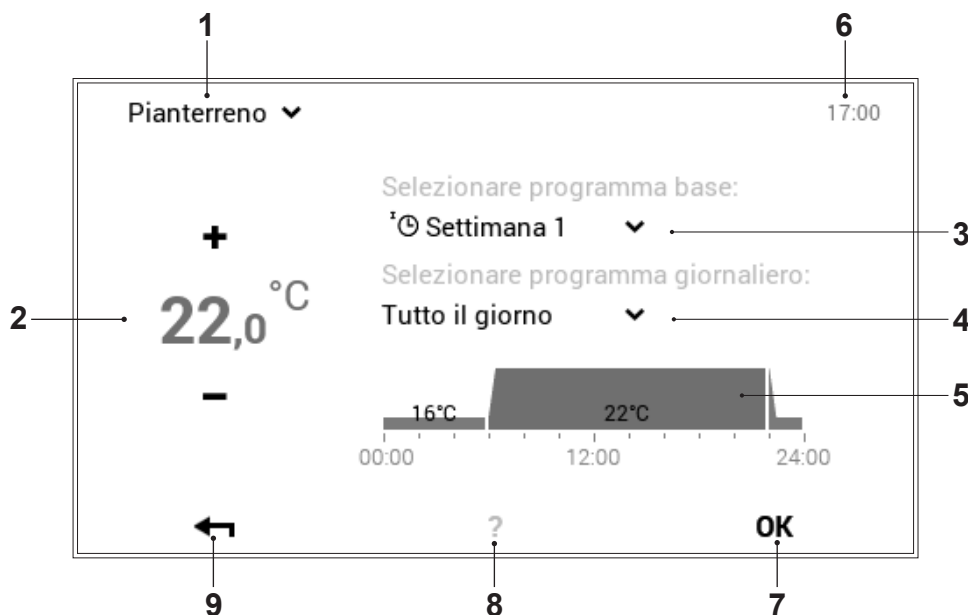 1 6
Pianterreno 17:00
Selezionare programma base:
Settimana 1
3
+
Selezionare programma giornaliero:
2 22,0 °C
Tutto il giorno
4
−
16°C 22°C
5
00:00 12:00 24:00
? OK
9 8 7